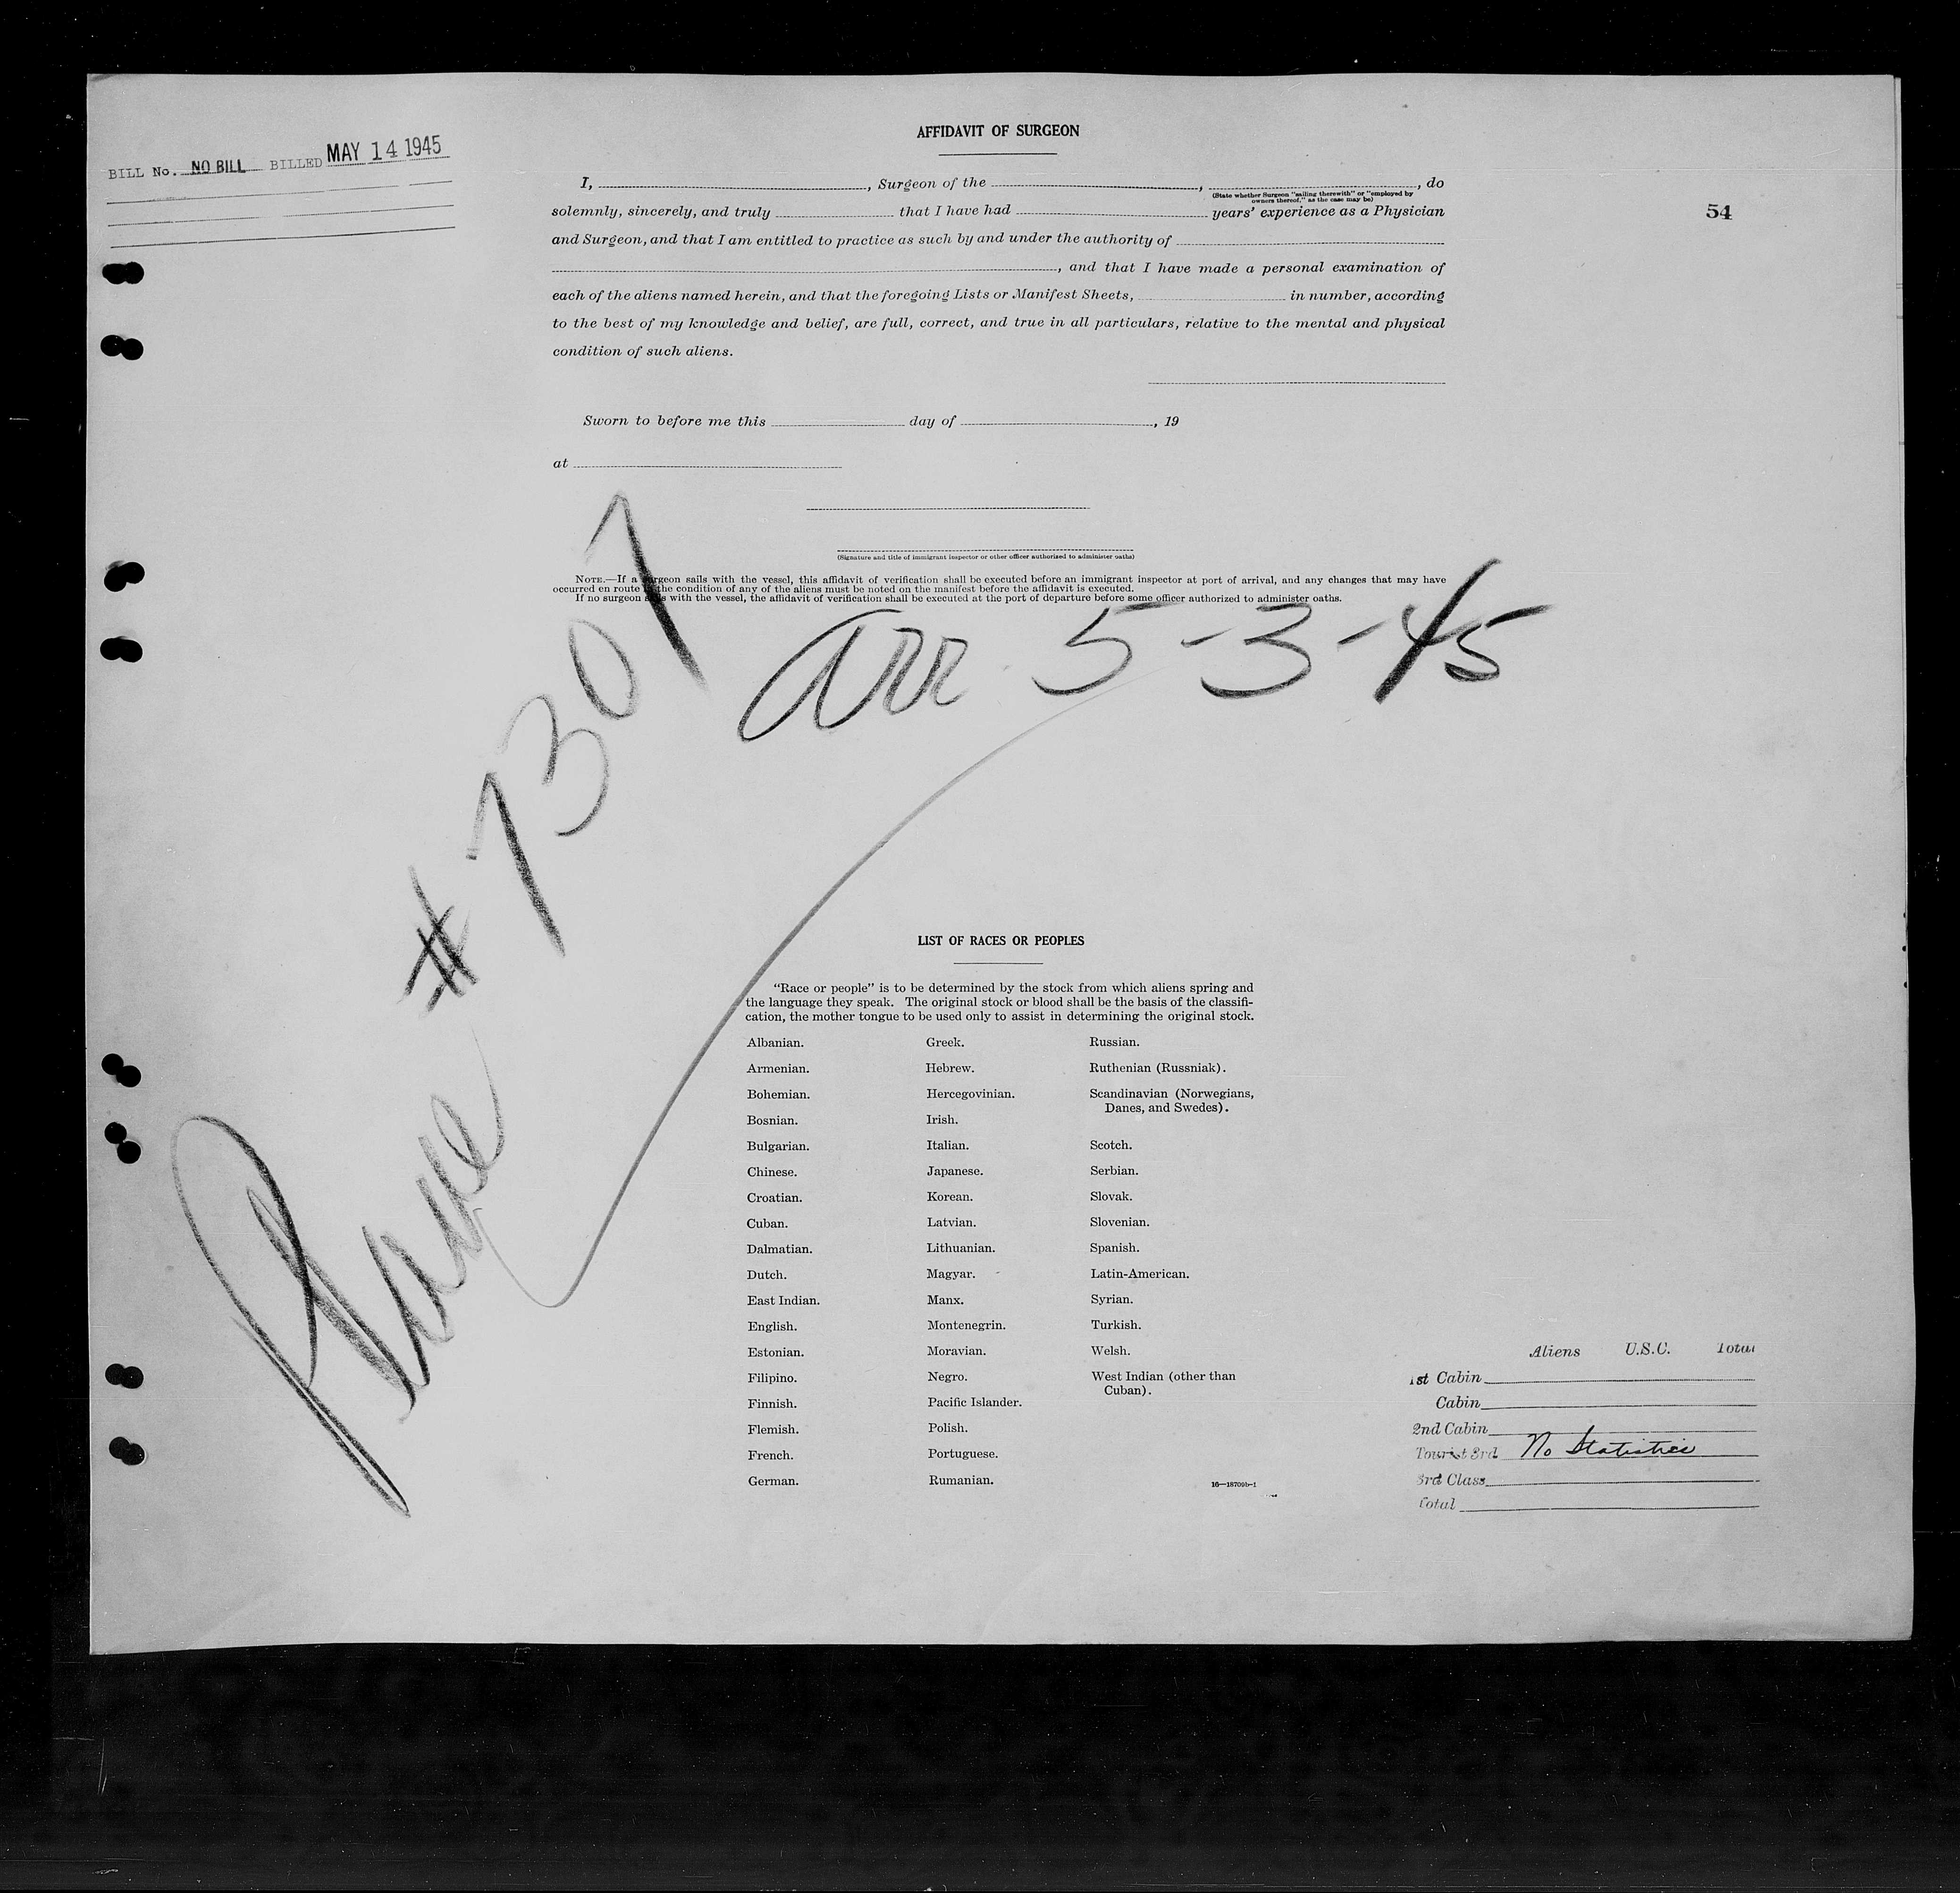 AFFIDAVIT OF SURGEON
BILL No. NO BILL BILLED MAY 14 1945
54
I, , Surgeon of the , , do
(State whether Surgeon "sailing therewith" or "employed by
owners thereof," as the case may be)
solemnly, sincerely, and truly that I have had years' experience as a Physician
and Surgeon, and that I am entitled to practice as such by and under the authority of
, and that I have made a personal examination of
each of the aliens named herein, and that the foregoing Lists or Manifest Sheets, in number, according
to the best of my knowledge and belief, are full, correct, and true in all particulars, relative to the mental and physical
condition of such aliens.
Sworn to before me this day of , 19
at
(Signature and title of immigrant inspector or other officer authorized to administer oaths)
NOTE.—If a surgeon sails with the vessel, this affidavit of verification shall be executed before an immigrant inspector at port of arrival, and any changes that may have
occurred en route in the condition of any of the aliens must be noted on the manifest before the affidavit is executed.
If no surgeon sails with the vessel, the affidavit of verification shall be executed at the port of departure before some officer authorized to administer oaths.
Plane #7307
arr 5-3-45
LIST OF RACES OR PEOPLES
"Race or people" is to be determined by the stock from which aliens spring and
the language they speak. The original stock or blood shall be the basis of the classifi-
cation, the mother tongue to be used only to assist in determining the original stock.
Albanian.
Armenian.
Bohemian.
Bosnian.
Bulgarian.
Chinese.
Croatian.
Cuban.
Dalmatian.
Dutch.
East Indian.
English.
Estonian.
Filipino.
Finnish.
Flemish.
French.
German.
Greek.
Hebrew.
Hercegovinian.
Irish.
Italian.
Japanese.
Korean.
Latvian.
Lithuanian.
Magyar.
Manx.
Montenegrin.
Moravian.
Negro.
Pacific Islander.
Polish.
Portuguese.
Rumanian.
Russian.
Ruthenian (Russniak).
Scandinavian (Norwegians,
Danes, and Swedes).
Scotch.
Serbian.
Slovak.
Slovenian.
Spanish.
Latin-American.
Syrian.
Turkish.
Welsh.
West Indian (other than
Cuban).
16—18709b-1
Aliens U.S.C. Total
1st Cabin
Cabin
2nd Cabin
Tourist 3rd No Statistics
3rd Class
Total